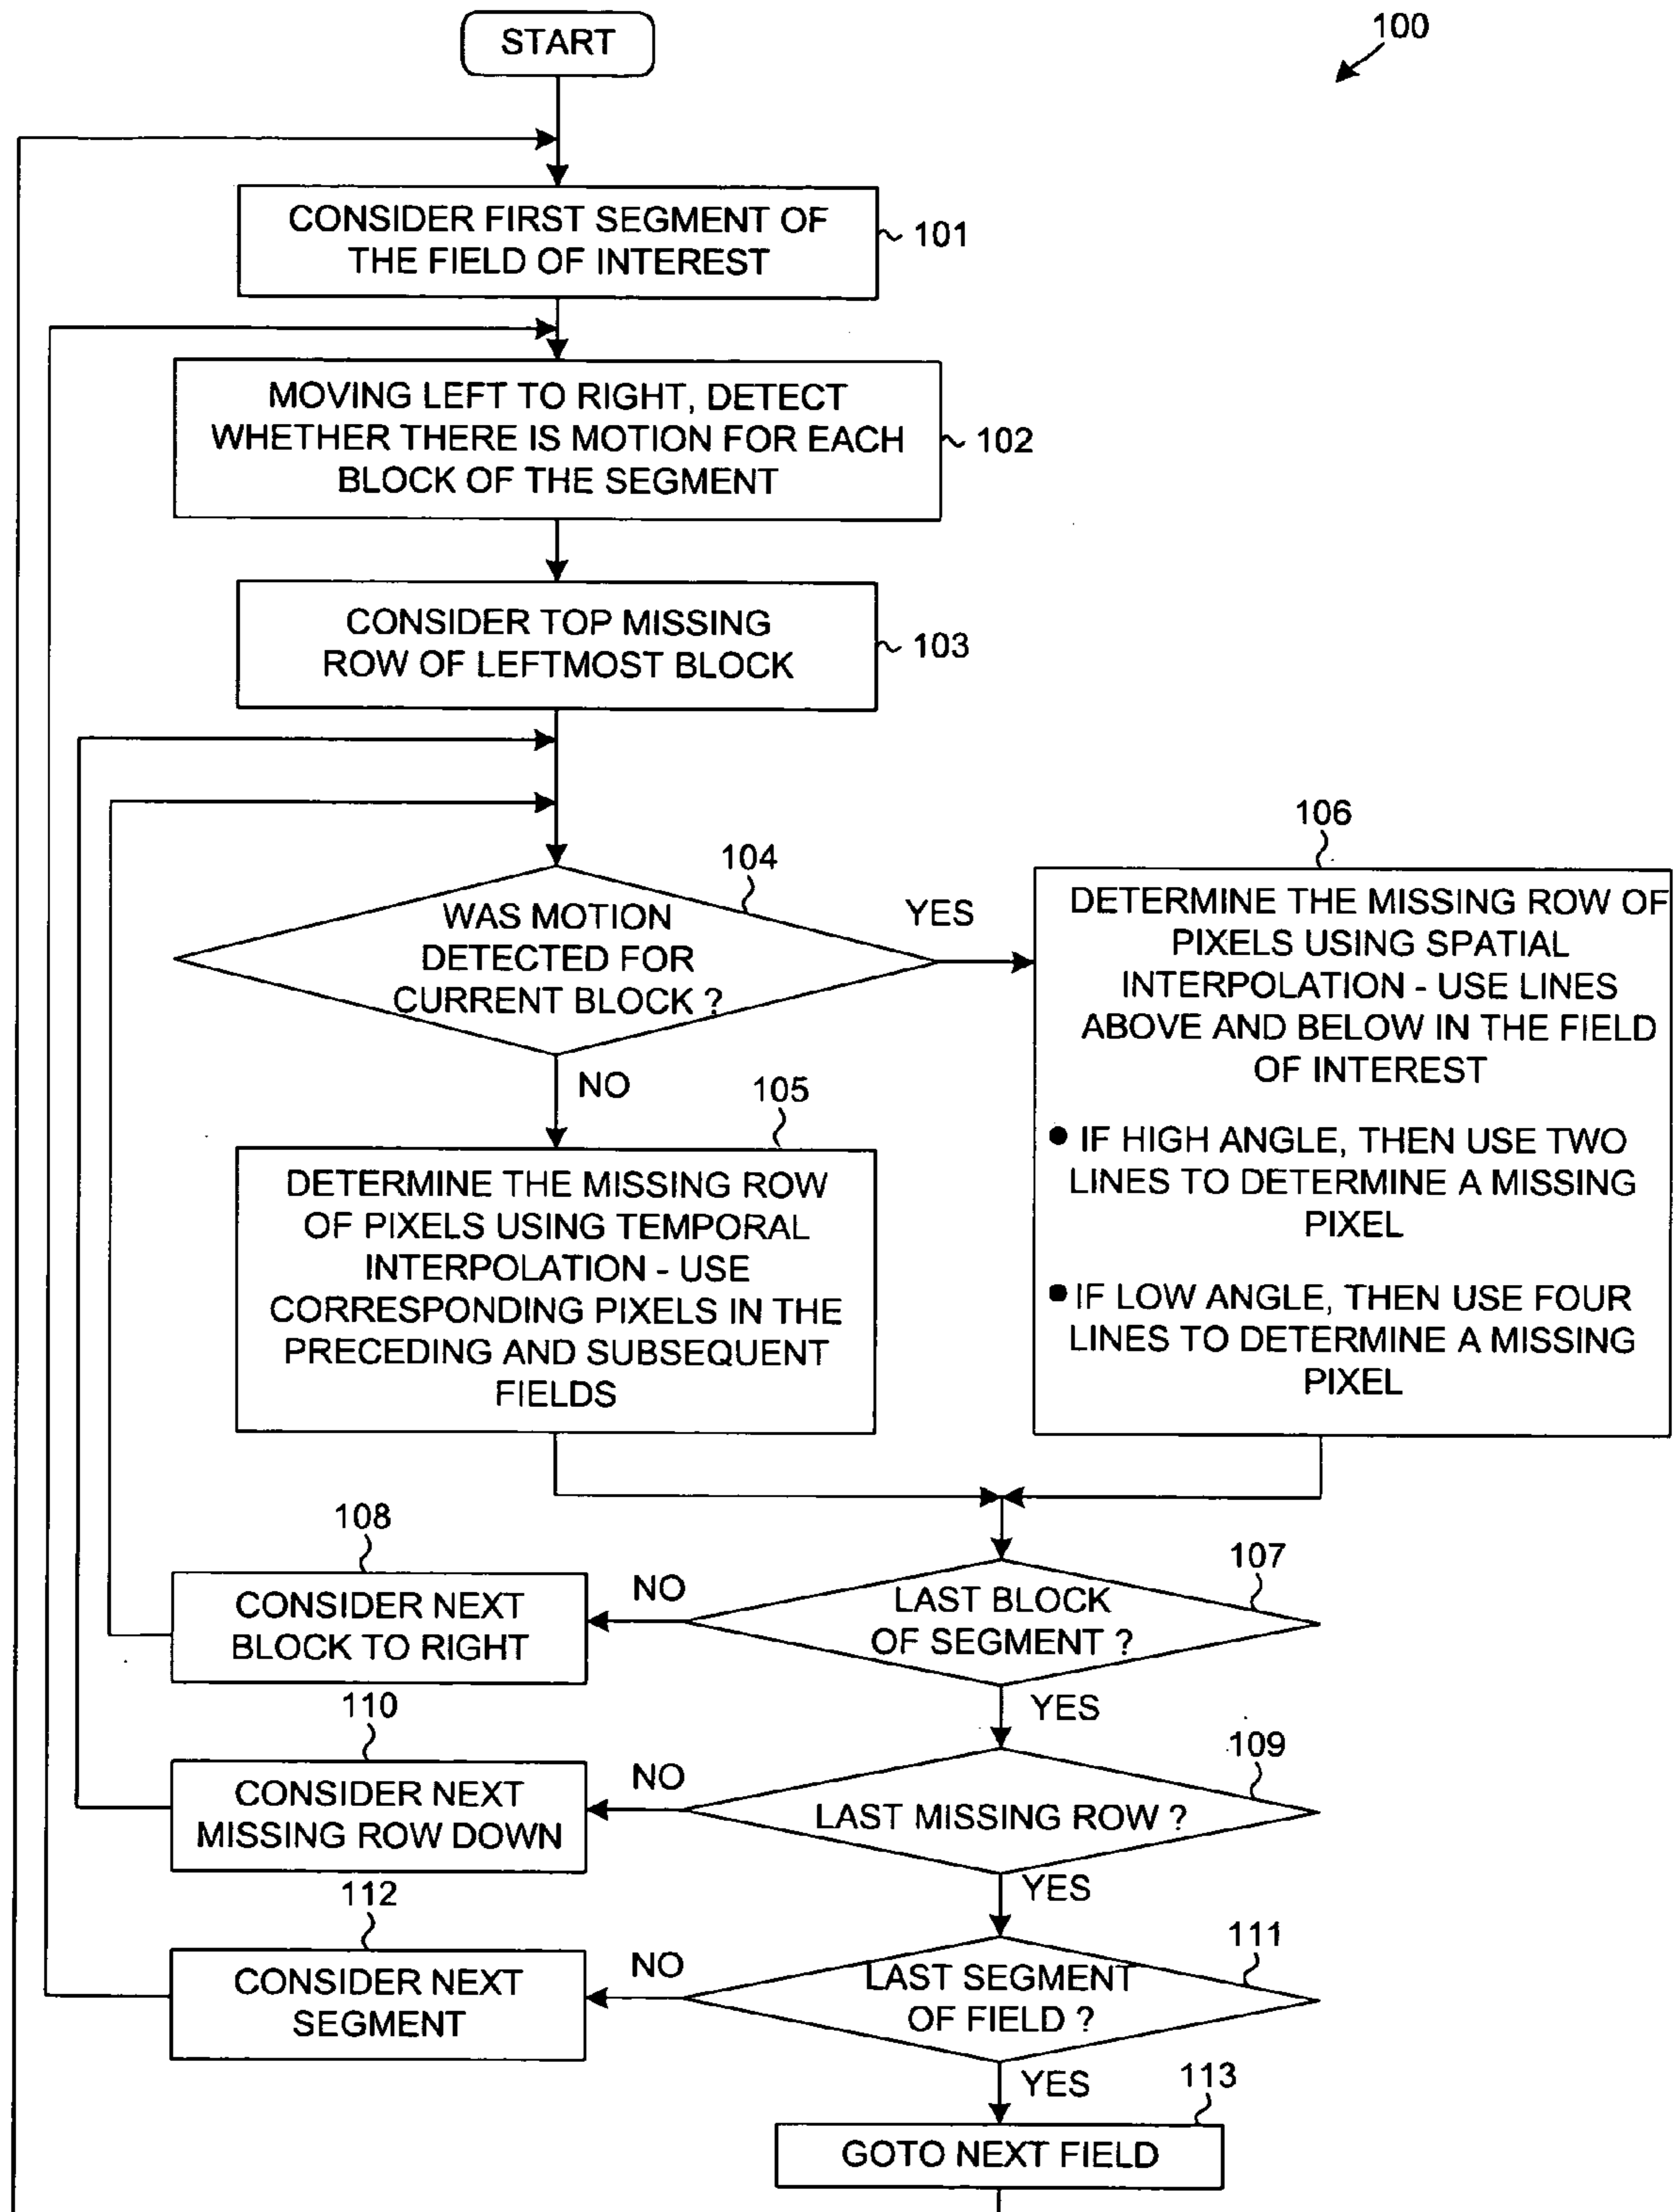 START
100
CONSIDER FIRST SEGMENT OF
THE FIELD OF INTEREST
101
MOVING LEFT TO RIGHT, DETECT
WHETHER THERE IS MOTION FOR EACH
BLOCK OF THE SEGMENT
102
CONSIDER TOP MISSING
ROW OF LEFTMOST BLOCK
103
104
WAS MOTION
DETECTED FOR
CURRENT BLOCK ?
YES
NO
106
DETERMINE THE MISSING ROW OF
PIXELS USING SPATIAL
INTERPOLATION - USE LINES
ABOVE AND BELOW IN THE FIELD
OF INTEREST
● IF HIGH ANGLE, THEN USE TWO
LINES TO DETERMINE A MISSING
PIXEL
● IF LOW ANGLE, THEN USE FOUR
LINES TO DETERMINE A MISSING
PIXEL
105
DETERMINE THE MISSING ROW
OF PIXELS USING TEMPORAL
INTERPOLATION - USE
CORRESPONDING PIXELS IN THE
PRECEDING AND SUBSEQUENT
FIELDS
107
LAST BLOCK
OF SEGMENT ?
NO
108
CONSIDER NEXT
BLOCK TO RIGHT
YES
109
LAST MISSING ROW ?
NO
110
CONSIDER NEXT
MISSING ROW DOWN
YES
111
LAST SEGMENT
OF FIELD ?
NO
112
CONSIDER NEXT
SEGMENT
YES
113
GOTO NEXT FIELD